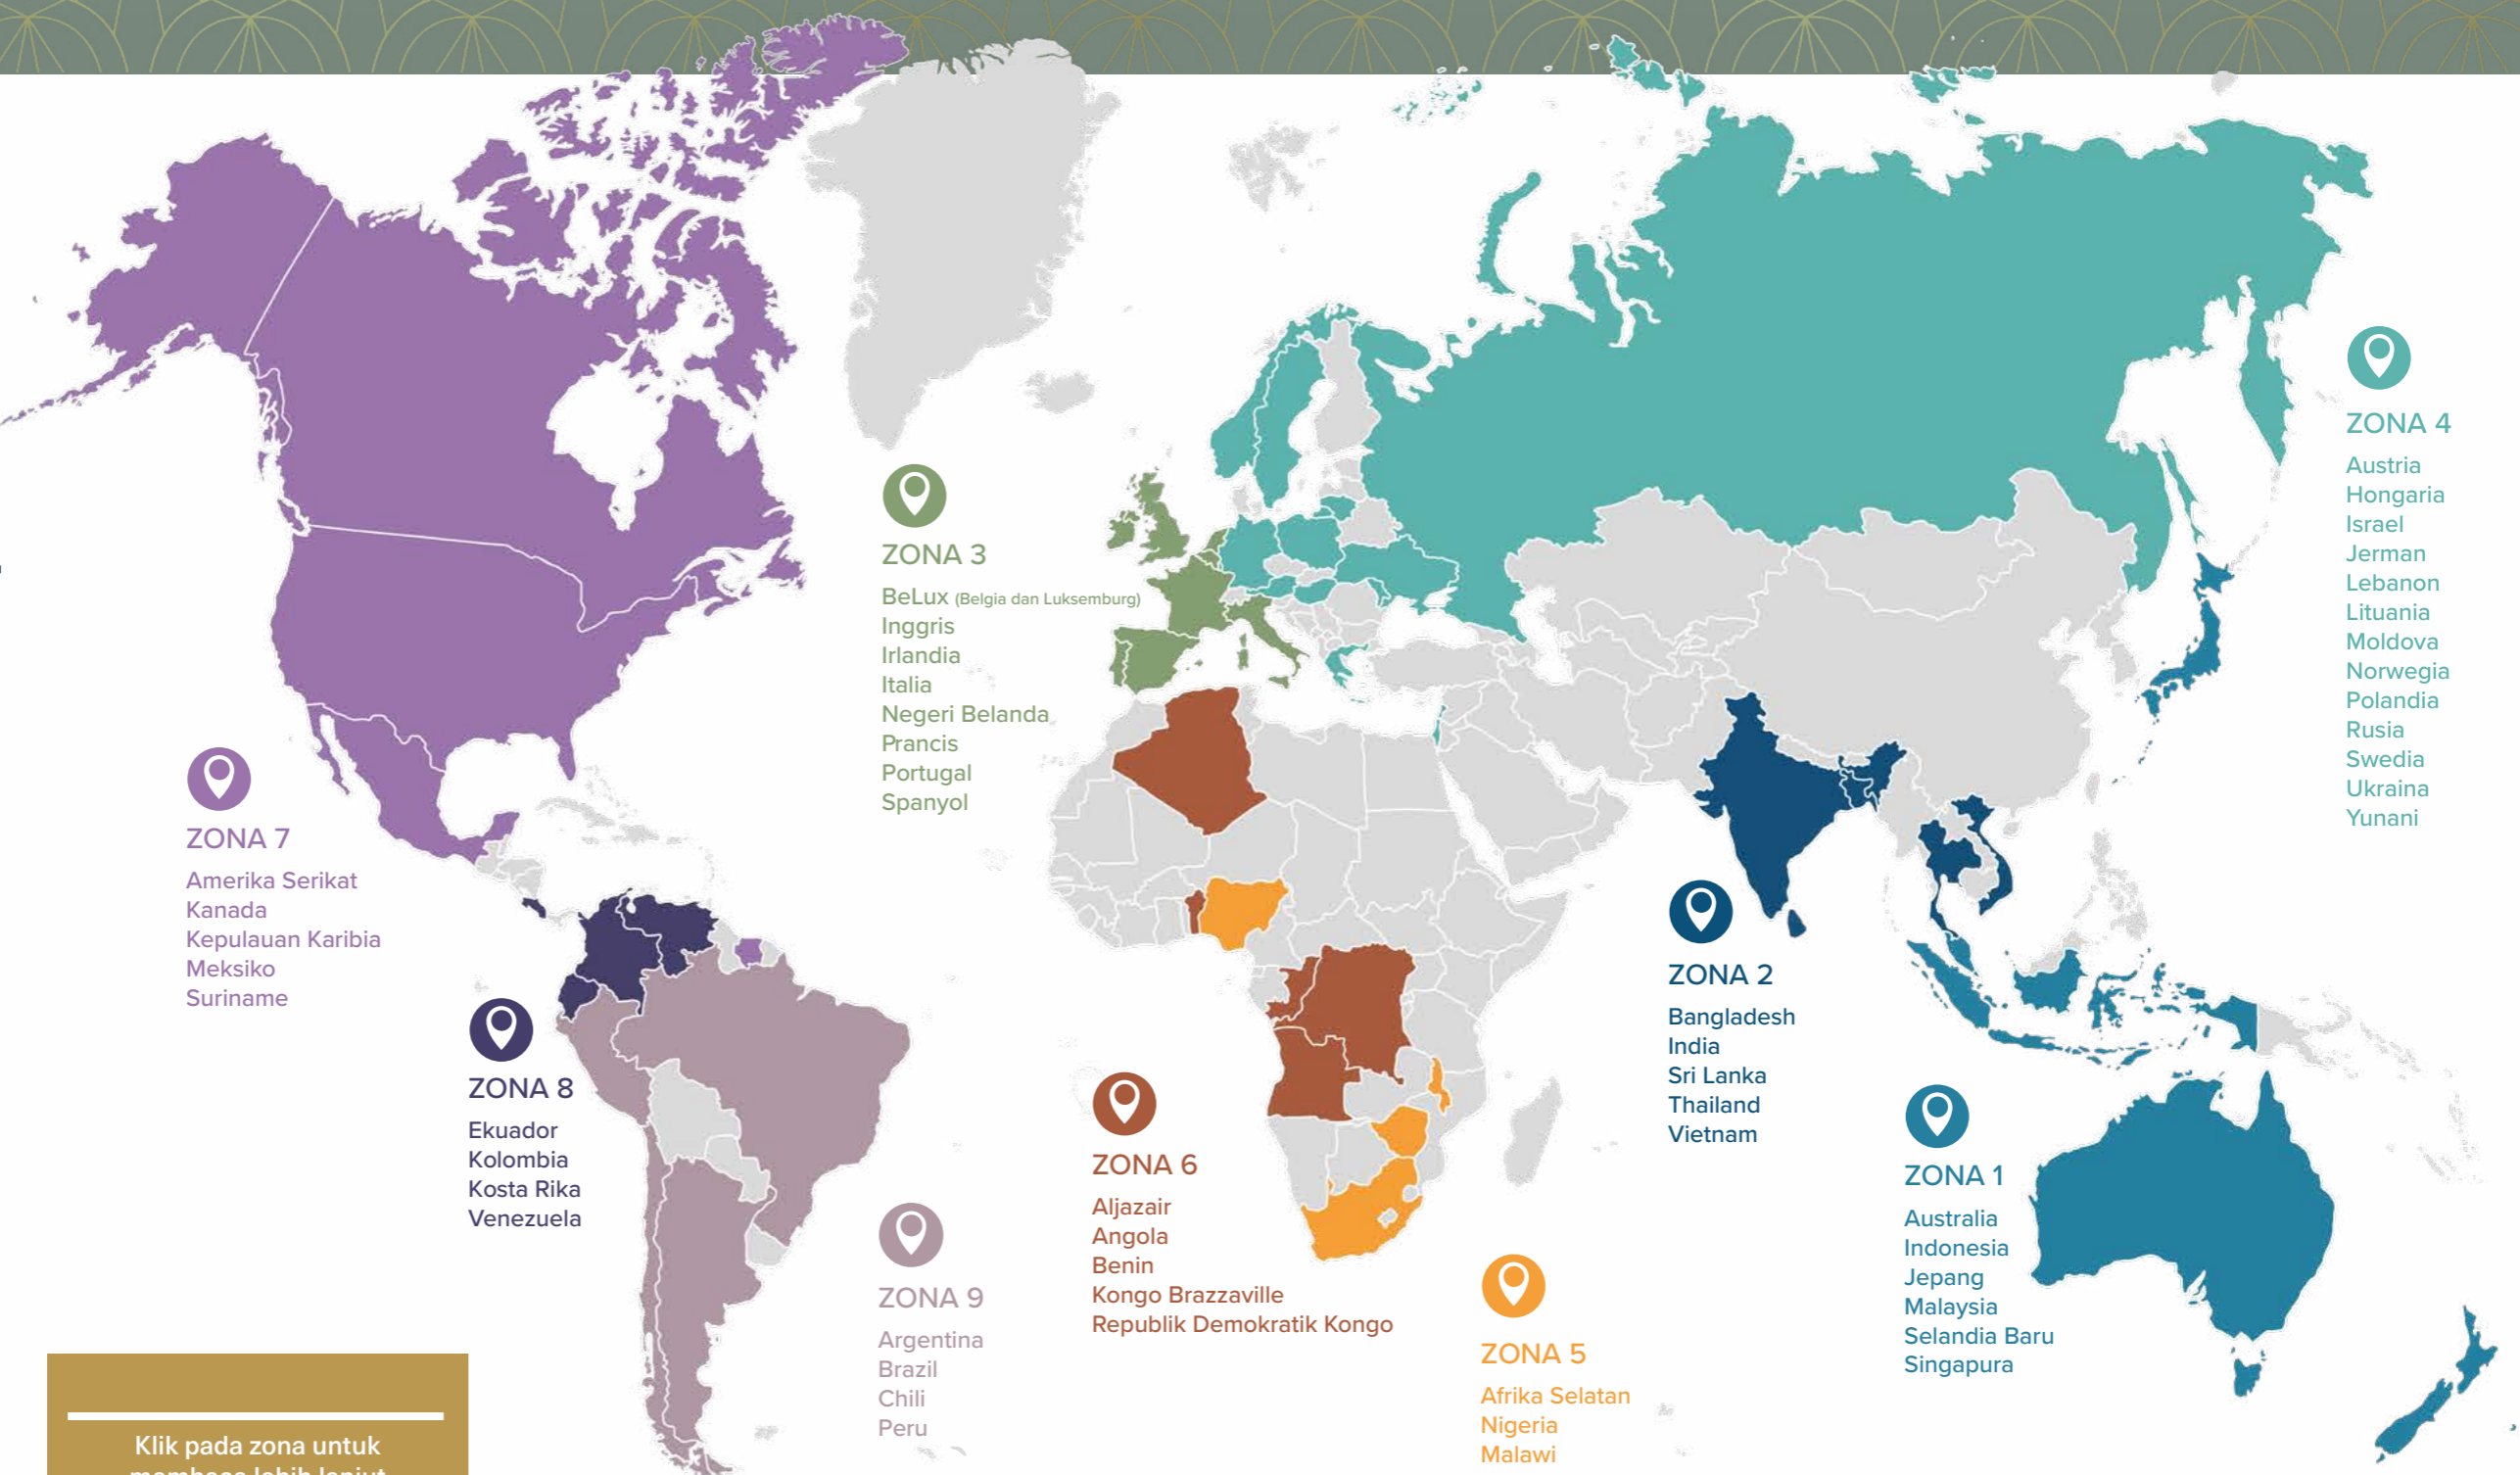 ZONA 4
Austria
Hongaria
Israel
Jerman
Lebanon
Lituania
Moldova
Norwegia
Polandia
Rusia
Swedia
Ukraina
Yunani
ZONA 3
BeLux (Belgia dan Luksemburg)
Inggris
Irlandia
Italia
Negeri Belanda
Prancis
Portugal
Spanyol
ZONA 7
Amerika Serikat
Kanada
Kepulauan Karibia
Meksiko
Suriname
ZONA 2
Bangladesh
India
Sri Lanka
Thailand
Vietnam
ZONA 8
Ekuador
Kolombia
Kosta Rika
Venezuela
ZONA 6
Aljazair
Angola
Benin
Kongo Brazzaville
Republik Demokratik Kongo
ZONA 1
Australia
Indonesia
Jepang
Malaysia
Selandia Baru
Singapura
ZONA 9
Argentina
Brazil
Chili
Peru
ZONA 5
Afrika Selatan
Nigeria
Malawi
Klik pada zona untuk
membaca lebih lanjut